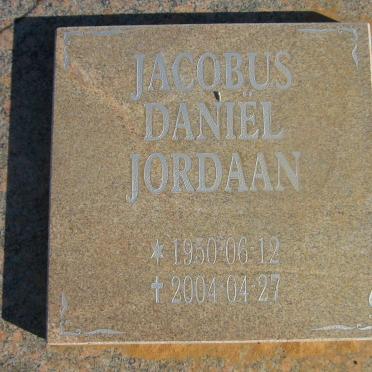 JACOBUS
DANIËL
JORDAAN
* 1950·06·12
✝ 2004·04·27